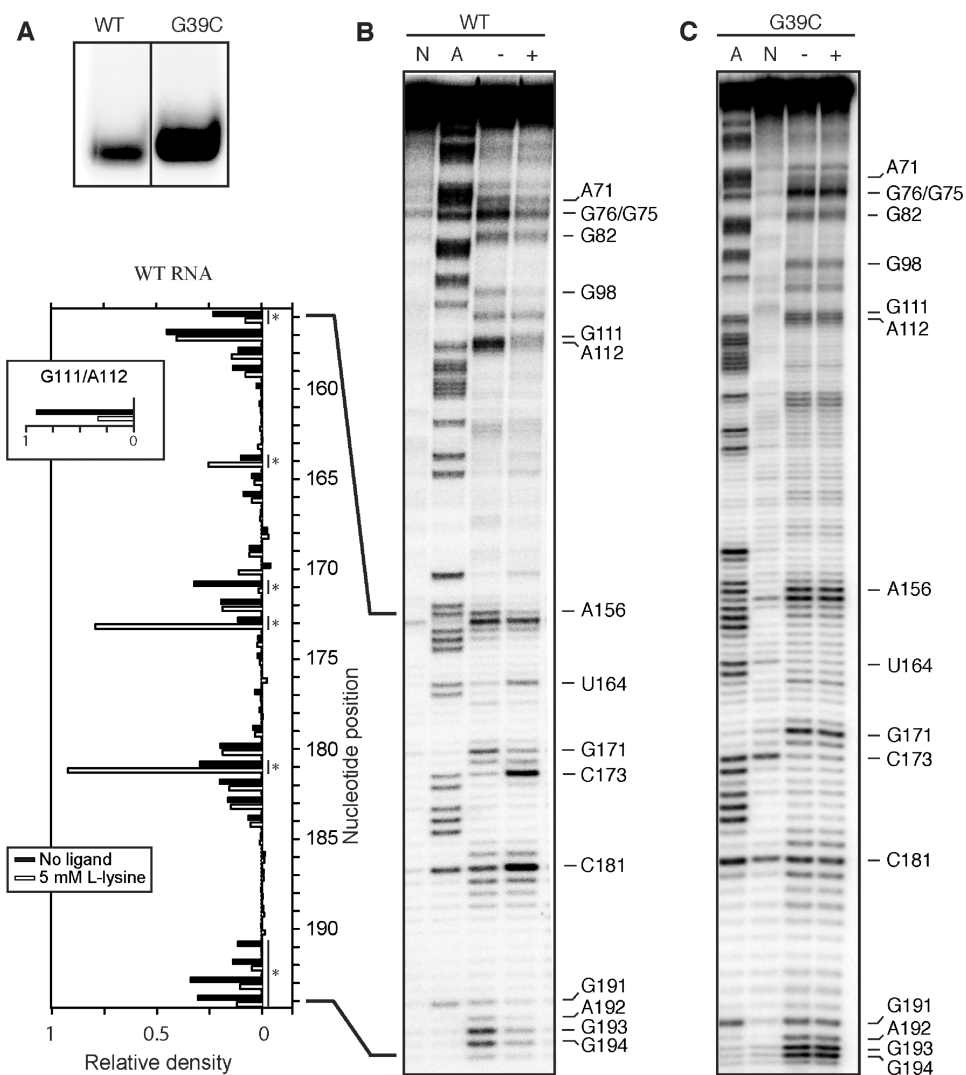 A
WT G39C
WT RNA
G111/A112
1 0
*
*
*
*
*
*
160
165
170
175
180
185
190
Nucleotide position
No ligand
5 mM L-lysine
1 0.5 0
Relative density
B
WT
N A - +
A71
G76/G75
G82
G98
G111
A112
A156
U164
G171
C173
C181
G191
A192
G193
G194
C
G39C
A N - +
A71
G76/G75
G82
G98
G111
A112
A156
U164
G171
C173
C181
G191
A192
G193
G194